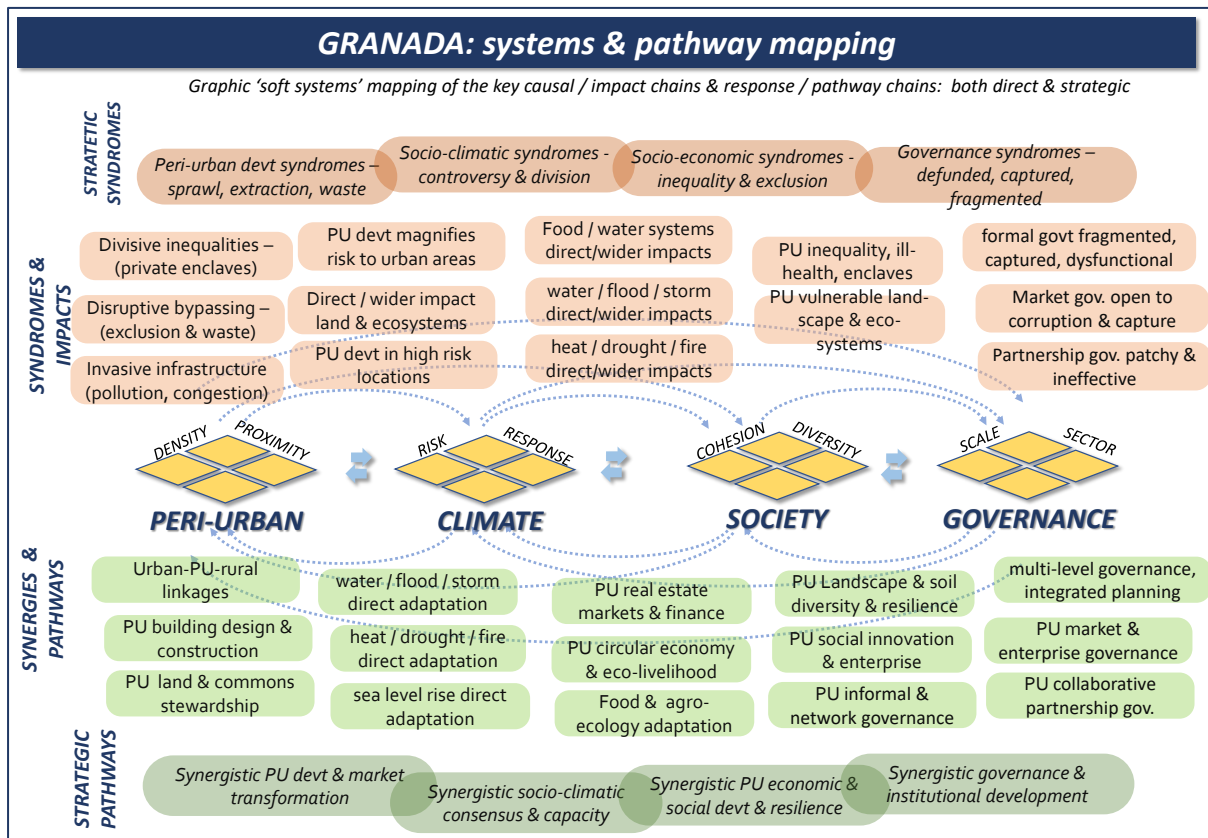 GRANADA: systems & pathway mapping
Graphic 'soft systems' mapping of the key causal / impact chains & response / pathway chains: both direct & strategic
STRATETIC
SYNDROMES
Peri-urban devt syndromes –
sprawl, extraction, waste
Socio-climatic syndromes -
controversy & division
Socio-economic syndromes -
inequality & exclusion
Governance syndromes –
defunded, captured,
fragmented
SYNDROMES &
IMPACTS
Divisive inequalities –
(private enclaves)
Disruptive bypassing –
(exclusion & waste)
Invasive infrastructure
(pollution, congestion)
PU devt magnifies
risk to urban areas
Direct / wider impact
land & ecosystems
PU devt in high risk
locations
Food / water systems
direct/wider impacts
water / flood / storm
direct/wider impacts
heat / drought / fire
direct/wider impacts
PU inequality, ill-
health, enclaves
PU vulnerable land-
scape & eco-
systems
formal govt fragmented,
captured, dysfunctional
Market gov. open to
corruption & capture
Partnership gov. patchy &
ineffective
DENSITY
PROXIMITY
RISK
RESPONSE
COHESION
DIVERSITY
SCALE
SECTOR
PERI-URBAN
CLIMATE
SOCIETY
GOVERNANCE
SYNERGIES &
PATHWAYS
Urban-PU-rural
linkages
PU building design &
construction
PU land & commons
stewardship
water / flood / storm
direct adaptation
heat / drought / fire
direct adaptation
sea level rise direct
adaptation
PU real estate
markets & finance
PU circular economy
& eco-livelihood
Food & agro-
ecology adaptation
PU Landscape & soil
diversity & resilience
PU social innovation
& enterprise
PU informal &
network governance
multi-level governance,
integrated planning
PU market &
enterprise governance
PU collaborative
partnership gov.
STRATEGIC
PATHWAYS
Synergistic PU devt & market
transformation
Synergistic socio-climatic
consensus & capacity
Synergistic PU economic &
social devt & resilience
Synergistic governance &
institutional development